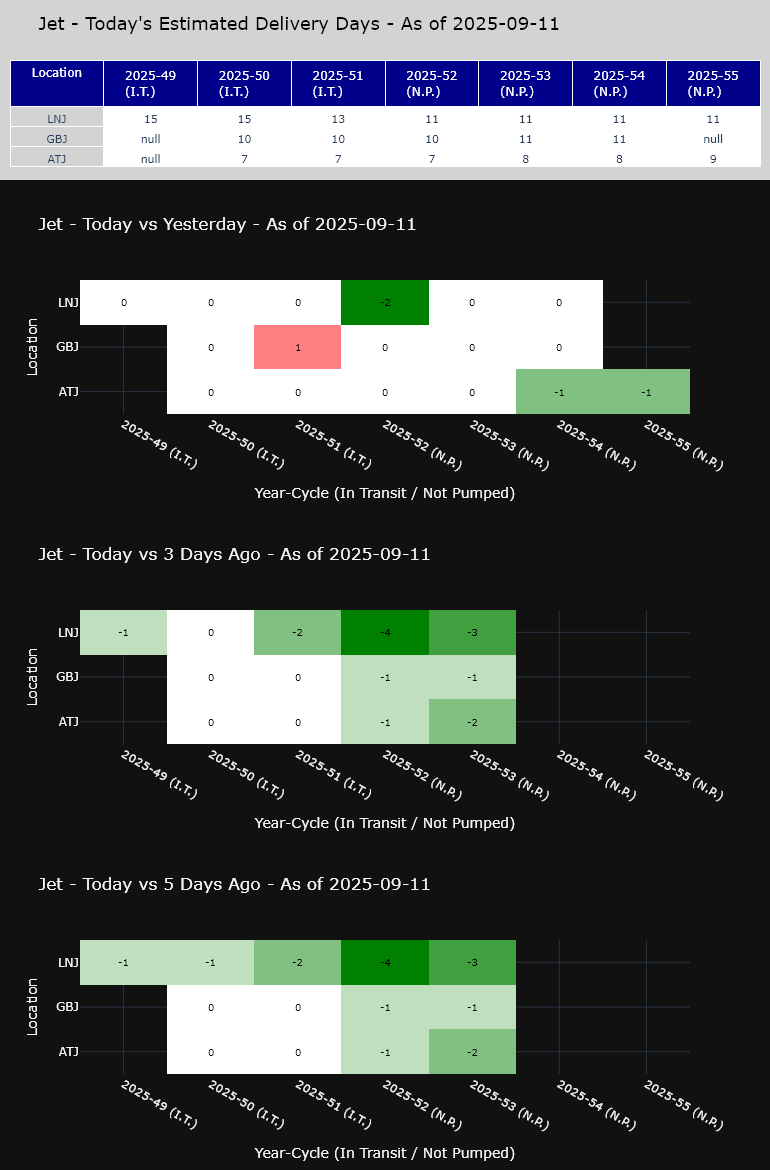 Jet - Today's Estimated Delivery Days - As of 2025-09-11
Location 2025-49 (I.T.) 2025-50 (I.T.) 2025-51 (I.T.) 2025-52 (N.P.) 2025-53 (N.P.) 2025-54 (N.P.) 2025-55 (N.P.)
LNJ 15 15 13 11 11 11 11
GBJ null 10 10 10 11 11 null
ATJ null 7 7 7 8 8 9
Jet - Today vs Yesterday - As of 2025-09-11
Location
LNJ 0 0 0 -2 0 0
GBJ 0 1 0 0 0
ATJ 0 0 0 0 -1 -1
2025-49 (I.T.) 2025-50 (I.T.) 2025-51 (I.T.) 2025-52 (N.P.) 2025-53 (N.P.) 2025-54 (N.P.) 2025-55 (N.P.)
Year-Cycle (In Transit / Not Pumped)
Jet - Today vs 3 Days Ago - As of 2025-09-11
Location
LNJ -1 0 -2 -4 -3
GBJ 0 0 -1 -1
ATJ 0 0 -1 -2
2025-49 (I.T.) 2025-50 (I.T.) 2025-51 (I.T.) 2025-52 (N.P.) 2025-53 (N.P.) 2025-54 (N.P.) 2025-55 (N.P.)
Year-Cycle (In Transit / Not Pumped)
Jet - Today vs 5 Days Ago - As of 2025-09-11
Location
LNJ -1 -1 -2 -4 -3
GBJ 0 0 -1 -1
ATJ 0 0 -1 -2
2025-49 (I.T.) 2025-50 (I.T.) 2025-51 (I.T.) 2025-52 (N.P.) 2025-53 (N.P.) 2025-54 (N.P.) 2025-55 (N.P.)
Year-Cycle (In Transit / Not Pumped)